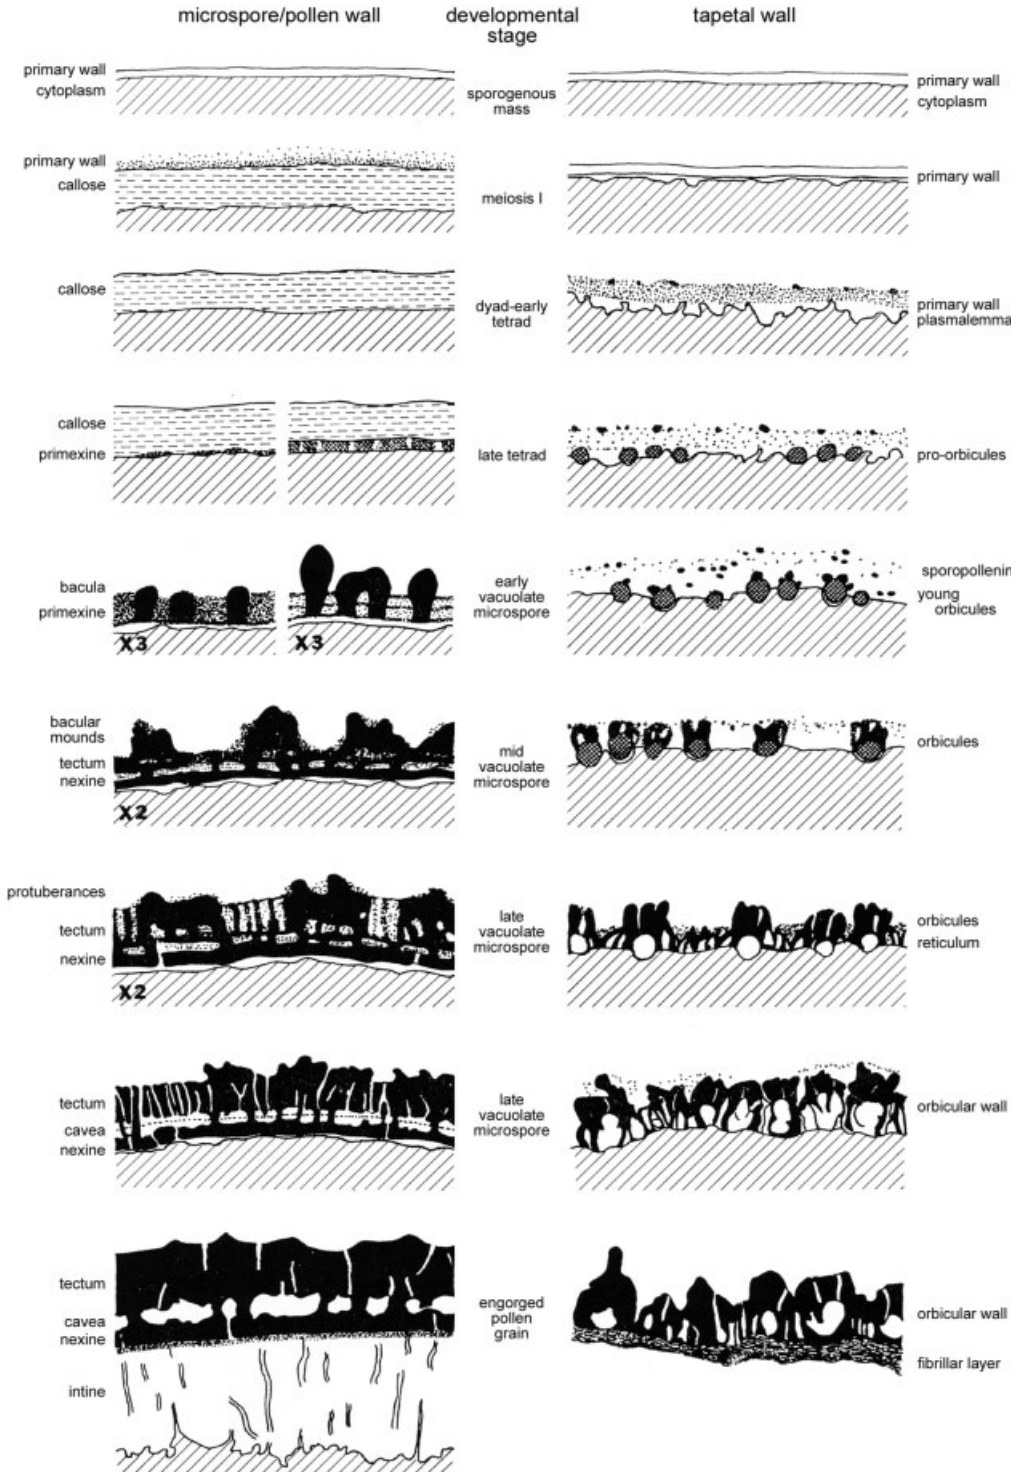 microspore/pollen wall
developmental
stage
tapetal wall
primary wall
cytoplasm
sporogenous
mass
primary wall
cytoplasm
primary wall
callose
meiosis I
primary wall
callose
dyad-early
tetrad
primary wall
plasmalemma
callose
primexine
late tetrad
pro-orbicules
bacula
primexine
X3
X3
early
vacuolate
microspore
sporopollenin
young
orbicules
bacular
mounds
tectum
nexine
X2
mid
vacuolate
microspore
orbicules
protuberances
tectum
nexine
X2
late
vacuolate
microspore
orbicules
reticulum
tectum
cavea
nexine
late
vacuolate
microspore
orbicular wall
tectum
cavea
nexine
intine
engorged
pollen
grain
orbicular wall
fibrillar layer